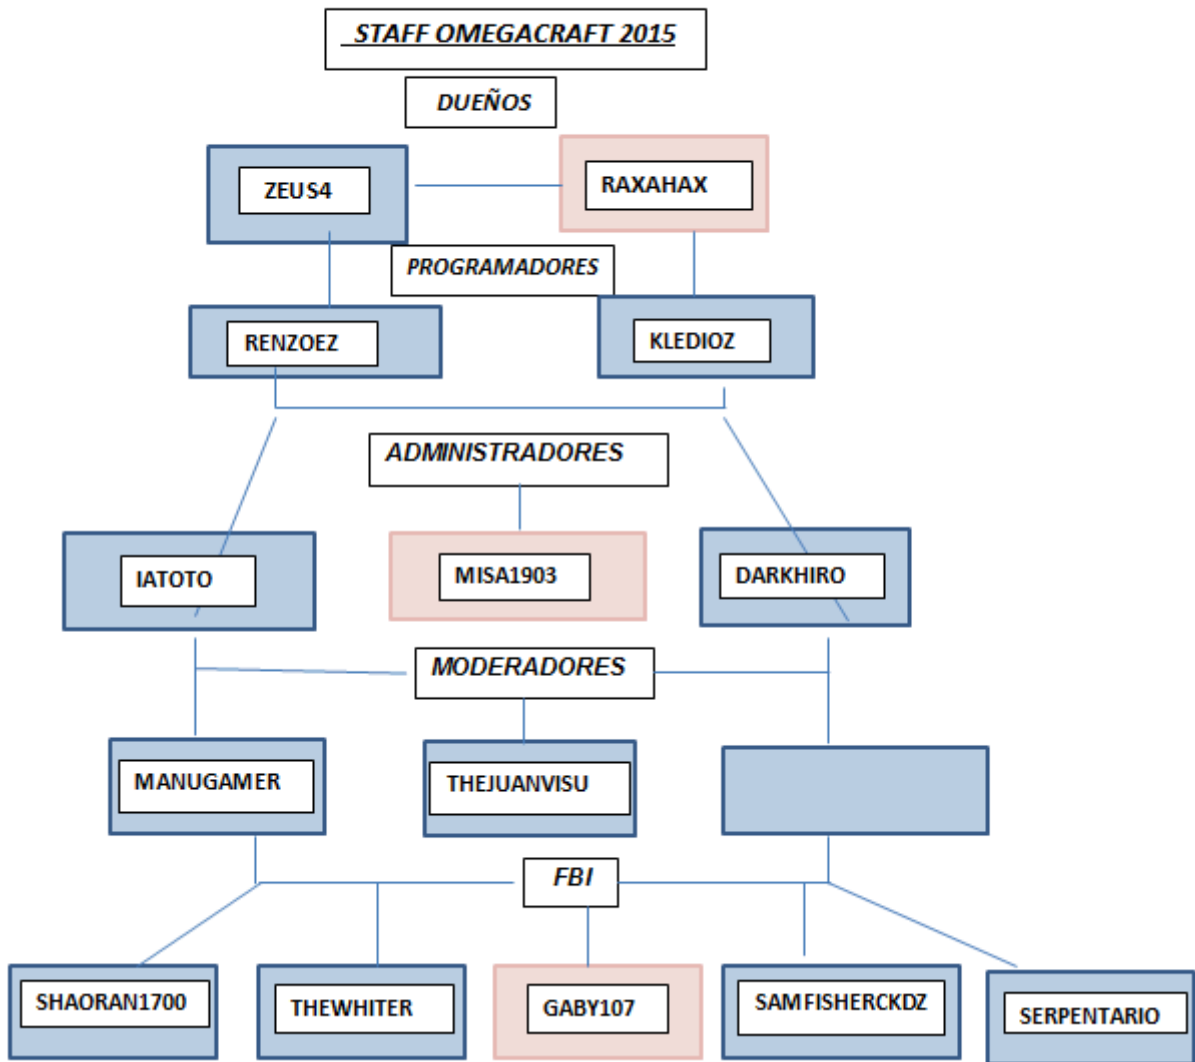 STAFF OMEGACRAFT 2015
DUEÑOS
ZEUS4
RAXAHAX
PROGRAMADORES
RENZOEZ
KLEDIOZ
ADMINISTRADORES
IATOTO
MISA1903
DARKHIRO
MODERADORES
MANUGAMER
THEJUANVISU
FBI
SHAORAN1700
THEWHITER
GABY107
SAMFISHERCKDZ
SERPENTARIO